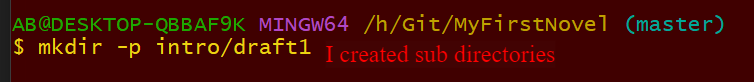 AB@DESKTOP-QBBAF9K MINGW64 /h/Git/MyFirstNovel (master)
$ mkdir -p intro/draft1 I created sub directories